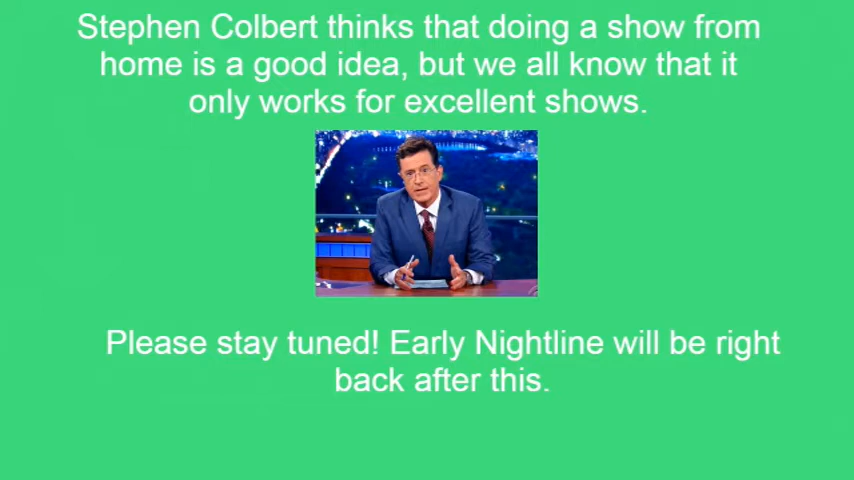 Stephen Colbert thinks that doing a show from
home is a good idea, but we all know that it
only works for excellent shows.
Please stay tuned! Early Nightline will be right
back after this.